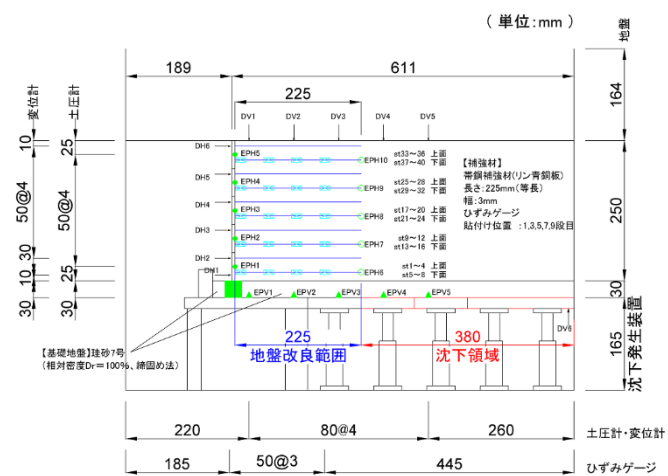 （ 単位:mm ）
地盤
189
611
164
変位計
土圧計
225
DV1
DV2
DV3
DV4
DV5
10
25
DH6
EPH5
EPH10
st33～36 上面
st37～40 下面
【補強材】
帯鋼補強材(リン青銅板)
長さ:225mm(等長)
幅:3mm
ひずみゲージ
貼付け位置 :1,3,5,7,9段目
DH5
EPH4
EPH9
st25～28 上面
st29～32 下面
50@4
50@4
DH4
EPH3
EPH8
st17～20 上面
st21～24 下面
250
DH3
EPH2
EPH7
st9～12 上面
st13～16 下面
30
DH2
EPH1
EPH6
st1～4 上面
st5～8 下面
10
25
DH1
30
30
EPV1
EPV2
EPV3
EPV4
EPV5
30
DV6
【基礎地盤】珪砂7号
(相対密度Dr＝100%、締固め法)
225
地盤改良範囲
380
沈下領域
165
沈下発生装置
220
80@4
260
土圧計・変位計
185
50@3
445
ひずみゲージ